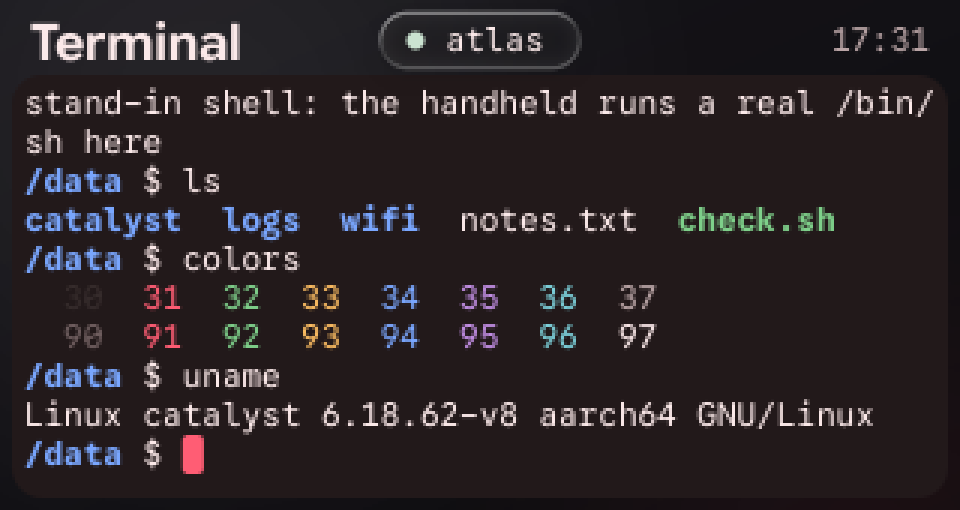 Terminal
atlas
17:31
stand-in shell: the handheld runs a real /bin/
sh here
/data $ ls
catalyst  logs  wifi  notes.txt  check.sh
/data $ colors
30  31  32  33  34  35  36  37
90  91  92  93  94  95  96  97
/data $ uname
Linux catalyst 6.18.62-v8 aarch64 GNU/Linux
/data $